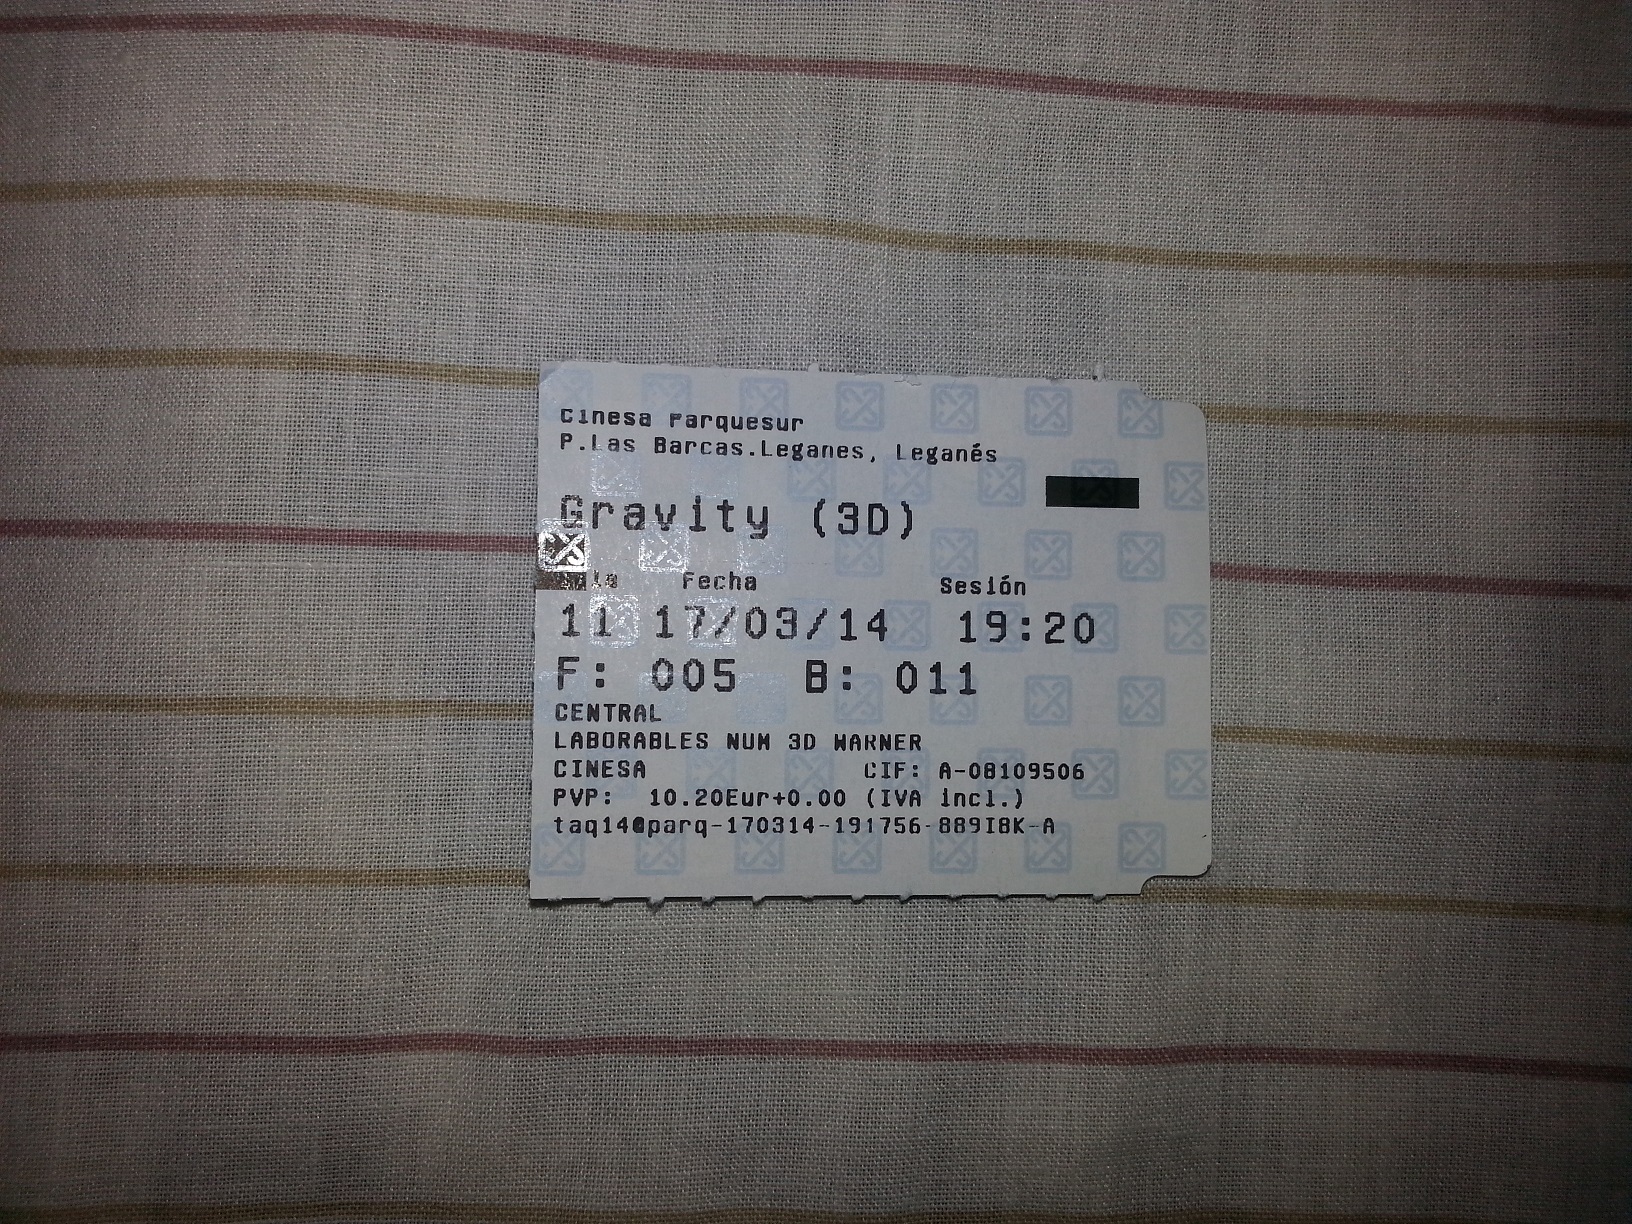 Cinesa Parquesur
P.Las Barcas.Leganes, Leganés
Gravity (3D)
Sala Fecha Sesión
11 17/03/14 19:20
F: 005 B: 011
CENTRAL
LABORABLES NUM 3D WARNER
CINESA CIF: A-08109506
PVP: 10.20Eur+0.00 (IVA incl.)
taq14@parq-170314-191756-889I8K-A